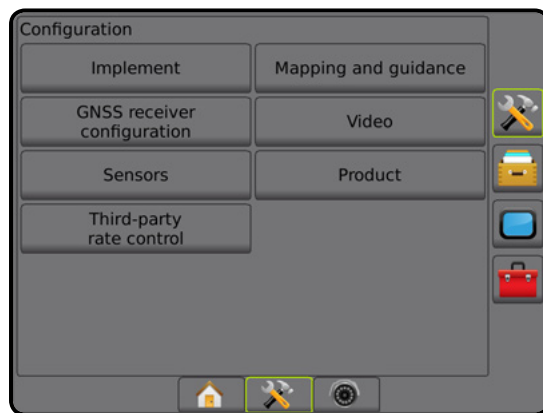 Configuration
Implement
Mapping and guidance
GNSS receiver
configuration
Video
Sensors
Product
Third-party
rate control